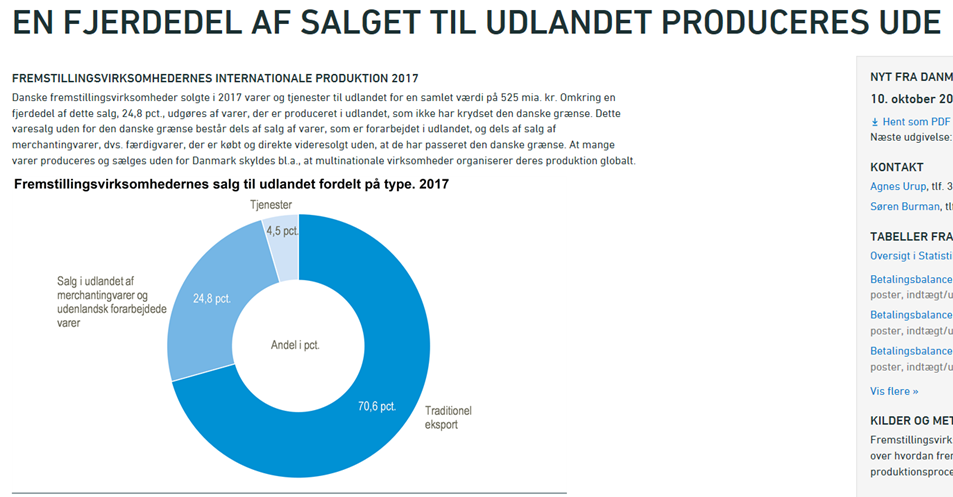 EN FJERDEDEL AF SALGET TIL UDLANDET PRODUCERES UDE
FREMSTILLINGSVIRKSOMHEDERNES INTERNATIONALE PRODUKTION 2017
Danske fremstillingsvirksomheder solgte i 2017 varer og tjenester til udlandet for en samlet værdi på 525 mia. kr. Omkring en
fjerdedel af dette salg, 24,8 pct., udgøres af varer, der er produceret i udlandet, som ikke har krydset den danske grænse. Dette
varesalg uden for den danske grænse består dels af salg af varer, som er forarbejdet i udlandet, og dels af salg af
merchantingvarer, dvs. færdigvarer, der er købt og direkte videresolgt uden, at de har passeret den danske grænse. At mange
varer produceres og sælges uden for Danmark skyldes bl.a., at multinationale virksomheder organiserer deres produktion globalt.
Fremstillingsvirksomhedernes salg til udlandet fordelt på type. 2017
Tjenester
4,5 pct.
Salg i udlandet af
merchantingvarer og
udenlandsk forarbejdede
varer
24,8 pct.
Andel i pct.
70,6 pct.
Traditionel
eksport
NYT FRA DANM
10. oktober 20
Hent som PDF
Næste udgivelse:
KONTAKT
Agnes Urup, tlf. 3
Søren Burman, tl
TABELLER FRA
Oversigt i Statisti
Betalingsbalance
poster, indtægt/u
Betalingsbalance
poster, indtægt/u
Betalingsbalance
poster, indtægt/u
Vis flere »
KILDER OG MET
Fremstillingsvirk
over hvordan fre
produktionsproce